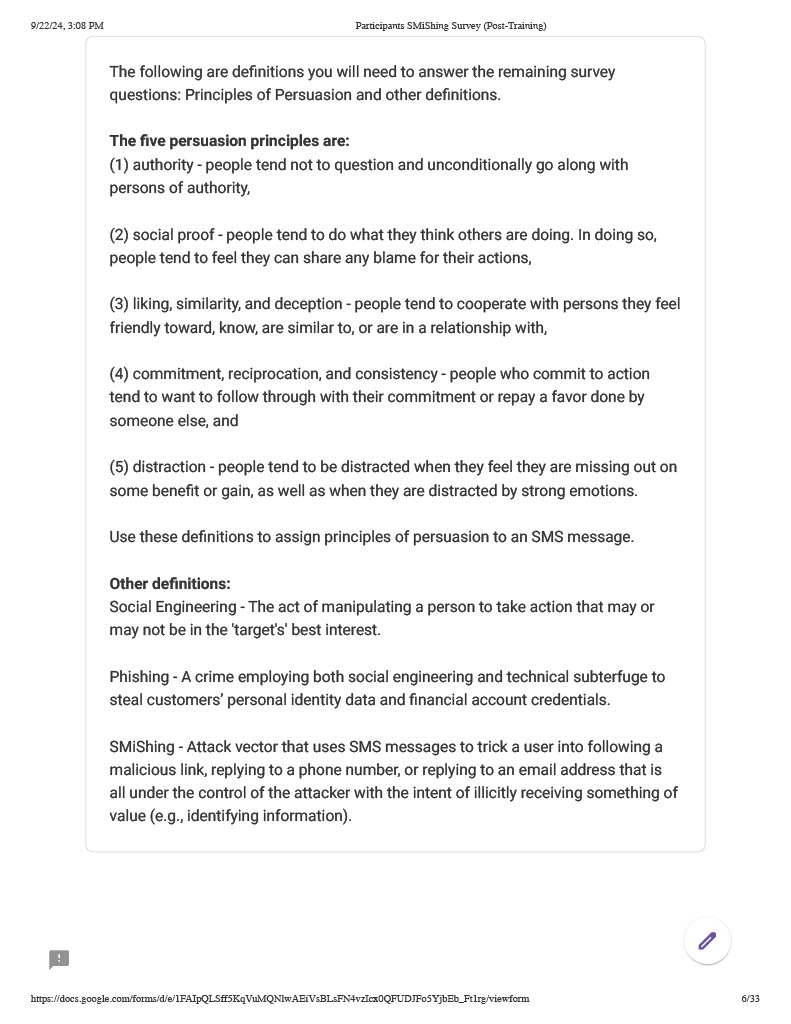 9/22/24, 3:08 PM Participants SMiShing Survey (Post-Training)
The following are definitions you will need to answer the remaining survey
questions: Principles of Persuasion and other definitions.
The five persuasion principles are:
(1) authority - people tend not to question and unconditionally go along with
persons of authority,
(2) social proof - people tend to do what they think others are doing. In doing so,
people tend to feel they can share any blame for their actions,
(3) liking, similarity, and deception - people tend to cooperate with persons they feel
friendly toward, know, are similar to, or are in a relationship with,
(4) commitment, reciprocation, and consistency - people who commit to action
tend to want to follow through with their commitment or repay a favor done by
someone else, and
(5) distraction - people tend to be distracted when they feel they are missing out on
some benefit or gain, as well as when they are distracted by strong emotions.
Use these definitions to assign principles of persuasion to an SMS message.
Other definitions:
Social Engineering - The act of manipulating a person to take action that may or
may not be in the 'target's' best interest.
Phishing - A crime employing both social engineering and technical subterfuge to
steal customers’ personal identity data and financial account credentials.
SMiShing - Attack vector that uses SMS messages to trick a user into following a
malicious link, replying to a phone number, or replying to an email address that is
all under the control of the attacker with the intent of illicitly receiving something of
value (e.g., identifying information).
https://docs.google.com/forms/d/e/1FAIpQLSff5KqVuMQNlwAEiVsBLsFN4vzIcx0QFUDJFo5YjbEb_Ft1rg/viewform 6/33